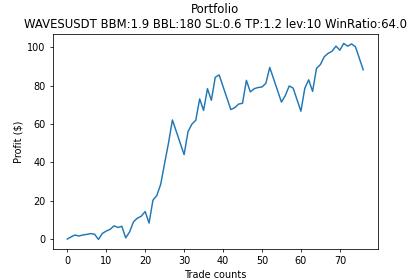 Portfolio
WAVESUSDT BBM:1.9 BBL:180 SL:0.6 TP:1.2 lev:10 WinRatio:64.0
100
80
60
40
20
0
Profit ($)
0 10 20 30 40 50 60 70
Trade counts